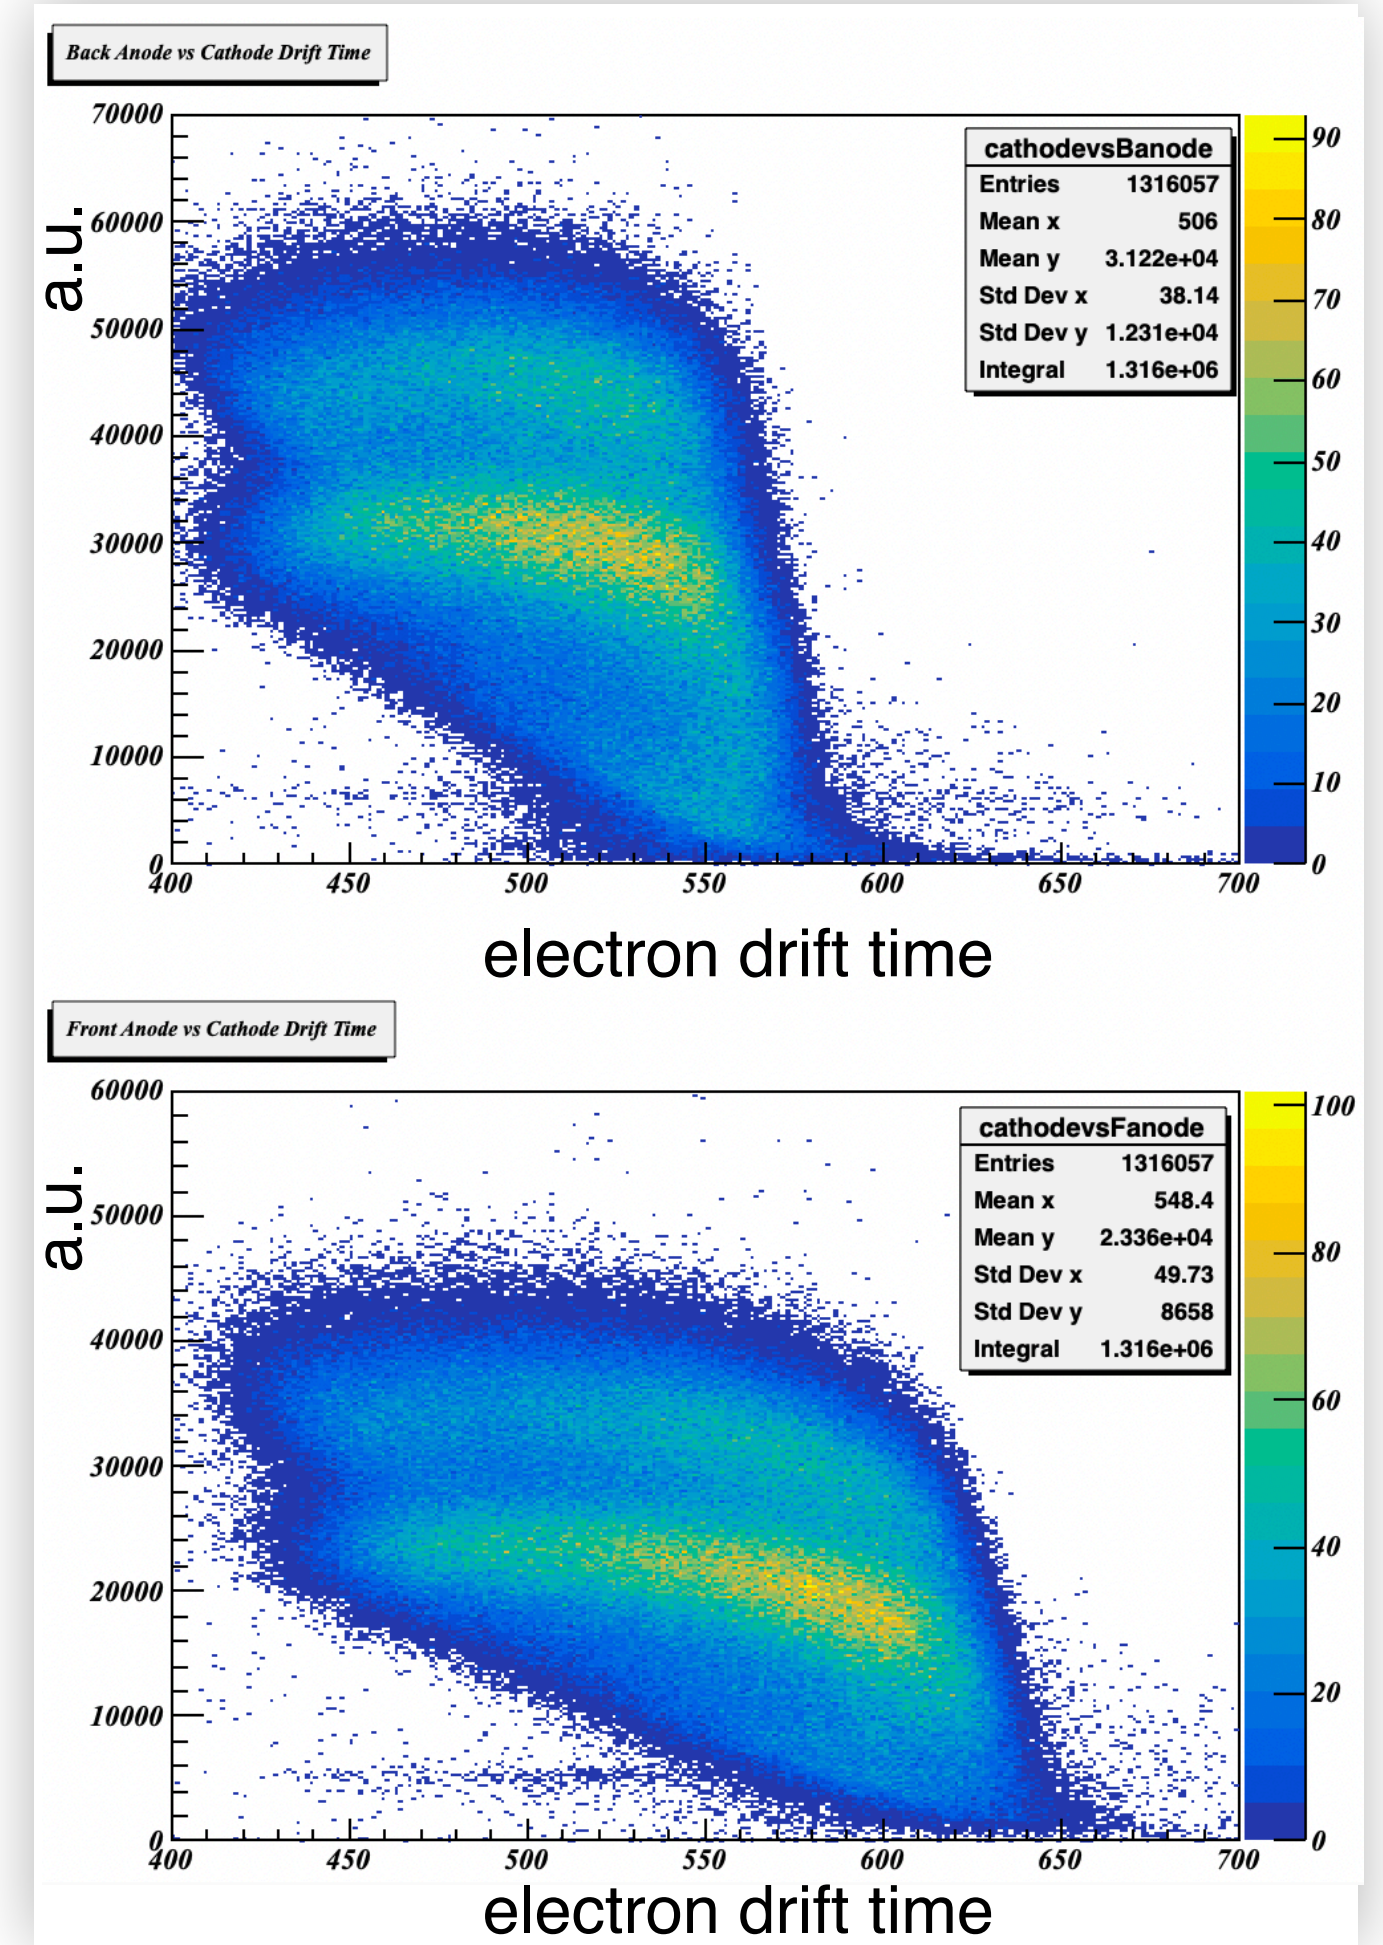 Back Anode vs Cathode Drift Time
a.u.
70000
60000
50000
40000
30000
20000
10000
0
400 450 500 550 600 650 700
cathodevsBanode
Entries 1316057
Mean x 506
Mean y 3.122e+04
Std Dev x 38.14
Std Dev y 1.231e+04
Integral 1.316e+06
90
80
70
60
50
40
30
20
10
0
electron drift time
Front Anode vs Cathode Drift Time
a.u.
60000
50000
40000
30000
20000
10000
0
400 450 500 550 600 650 700
cathodevsFanode
Entries 1316057
Mean x 548.4
Mean y 2.336e+04
Std Dev x 49.73
Std Dev y 8658
Integral 1.316e+06
100
80
60
40
20
0
electron drift time